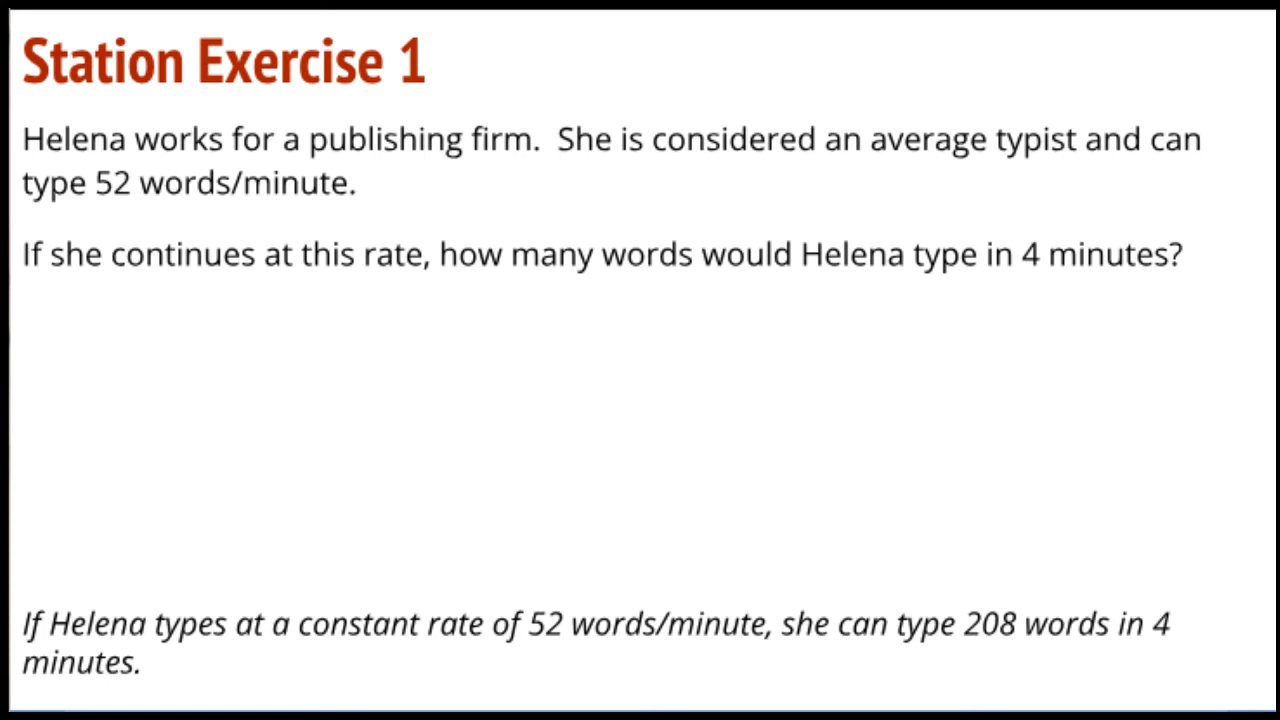 Station Exercise 1
Helena works for a publishing firm.  She is considered an average typist and can
type 52 words/minute.
If she continues at this rate, how many words would Helena type in 4 minutes?
If Helena types at a constant rate of 52 words/minute, she can type 208 words in 4
minutes.